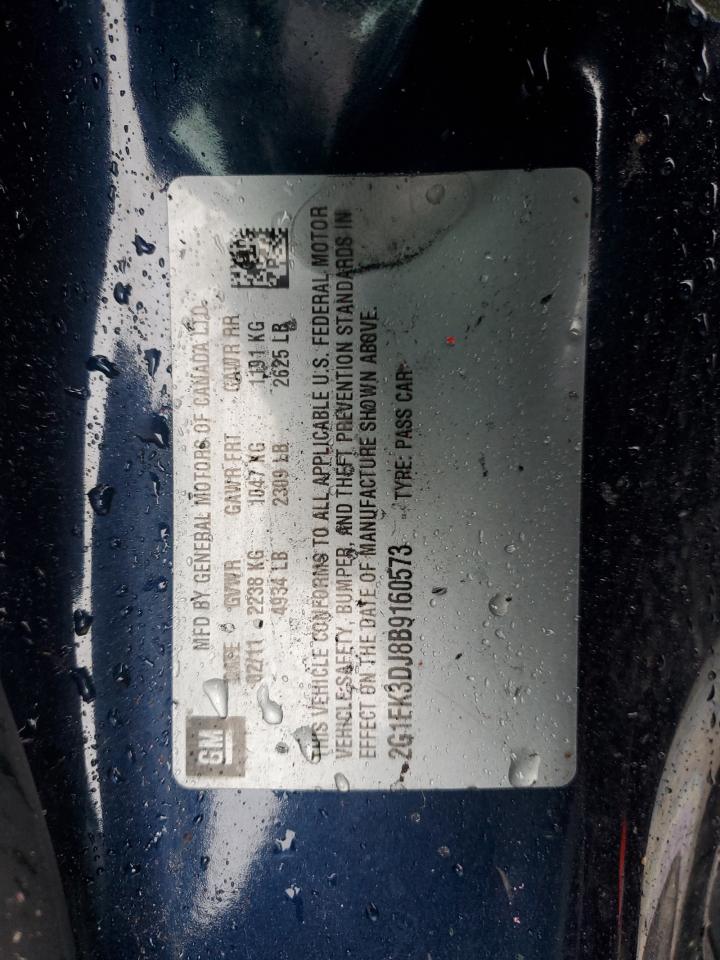 GM
MFD BY GENERAL MOTORS OF CANADA LTD.
DATE GVWR GAWR FRT GAWR RR
02/11 2238 KG 1047 KG 1191 KG
4934 LB 2309 LB 2625 LB
THIS VEHICLE CONFORMS TO ALL APPLICABLE U.S. FEDERAL MOTOR
VEHICLE SAFETY, BUMPER, AND THEFT PREVENTION STANDARDS IN
EFFECT ON THE DATE OF MANUFACTURE SHOWN ABOVE.
2G1FK3DJ8B9160573 TYPE: PASS CAR